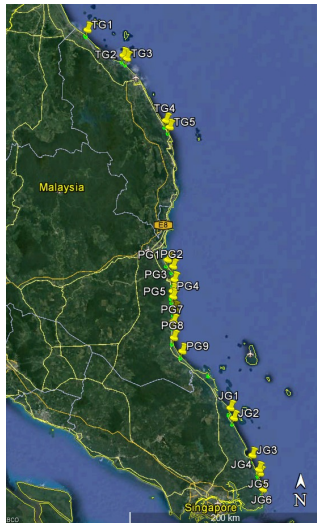 TG1
TG2 TG3
TG4
TG5
Malaysia
E8
PG1 PG2
PG3
PG4
PG5
PG7
PG8
PG9
JG1
JG2
JG3
JG4
JG5
JG6
Singapore
200 km
N